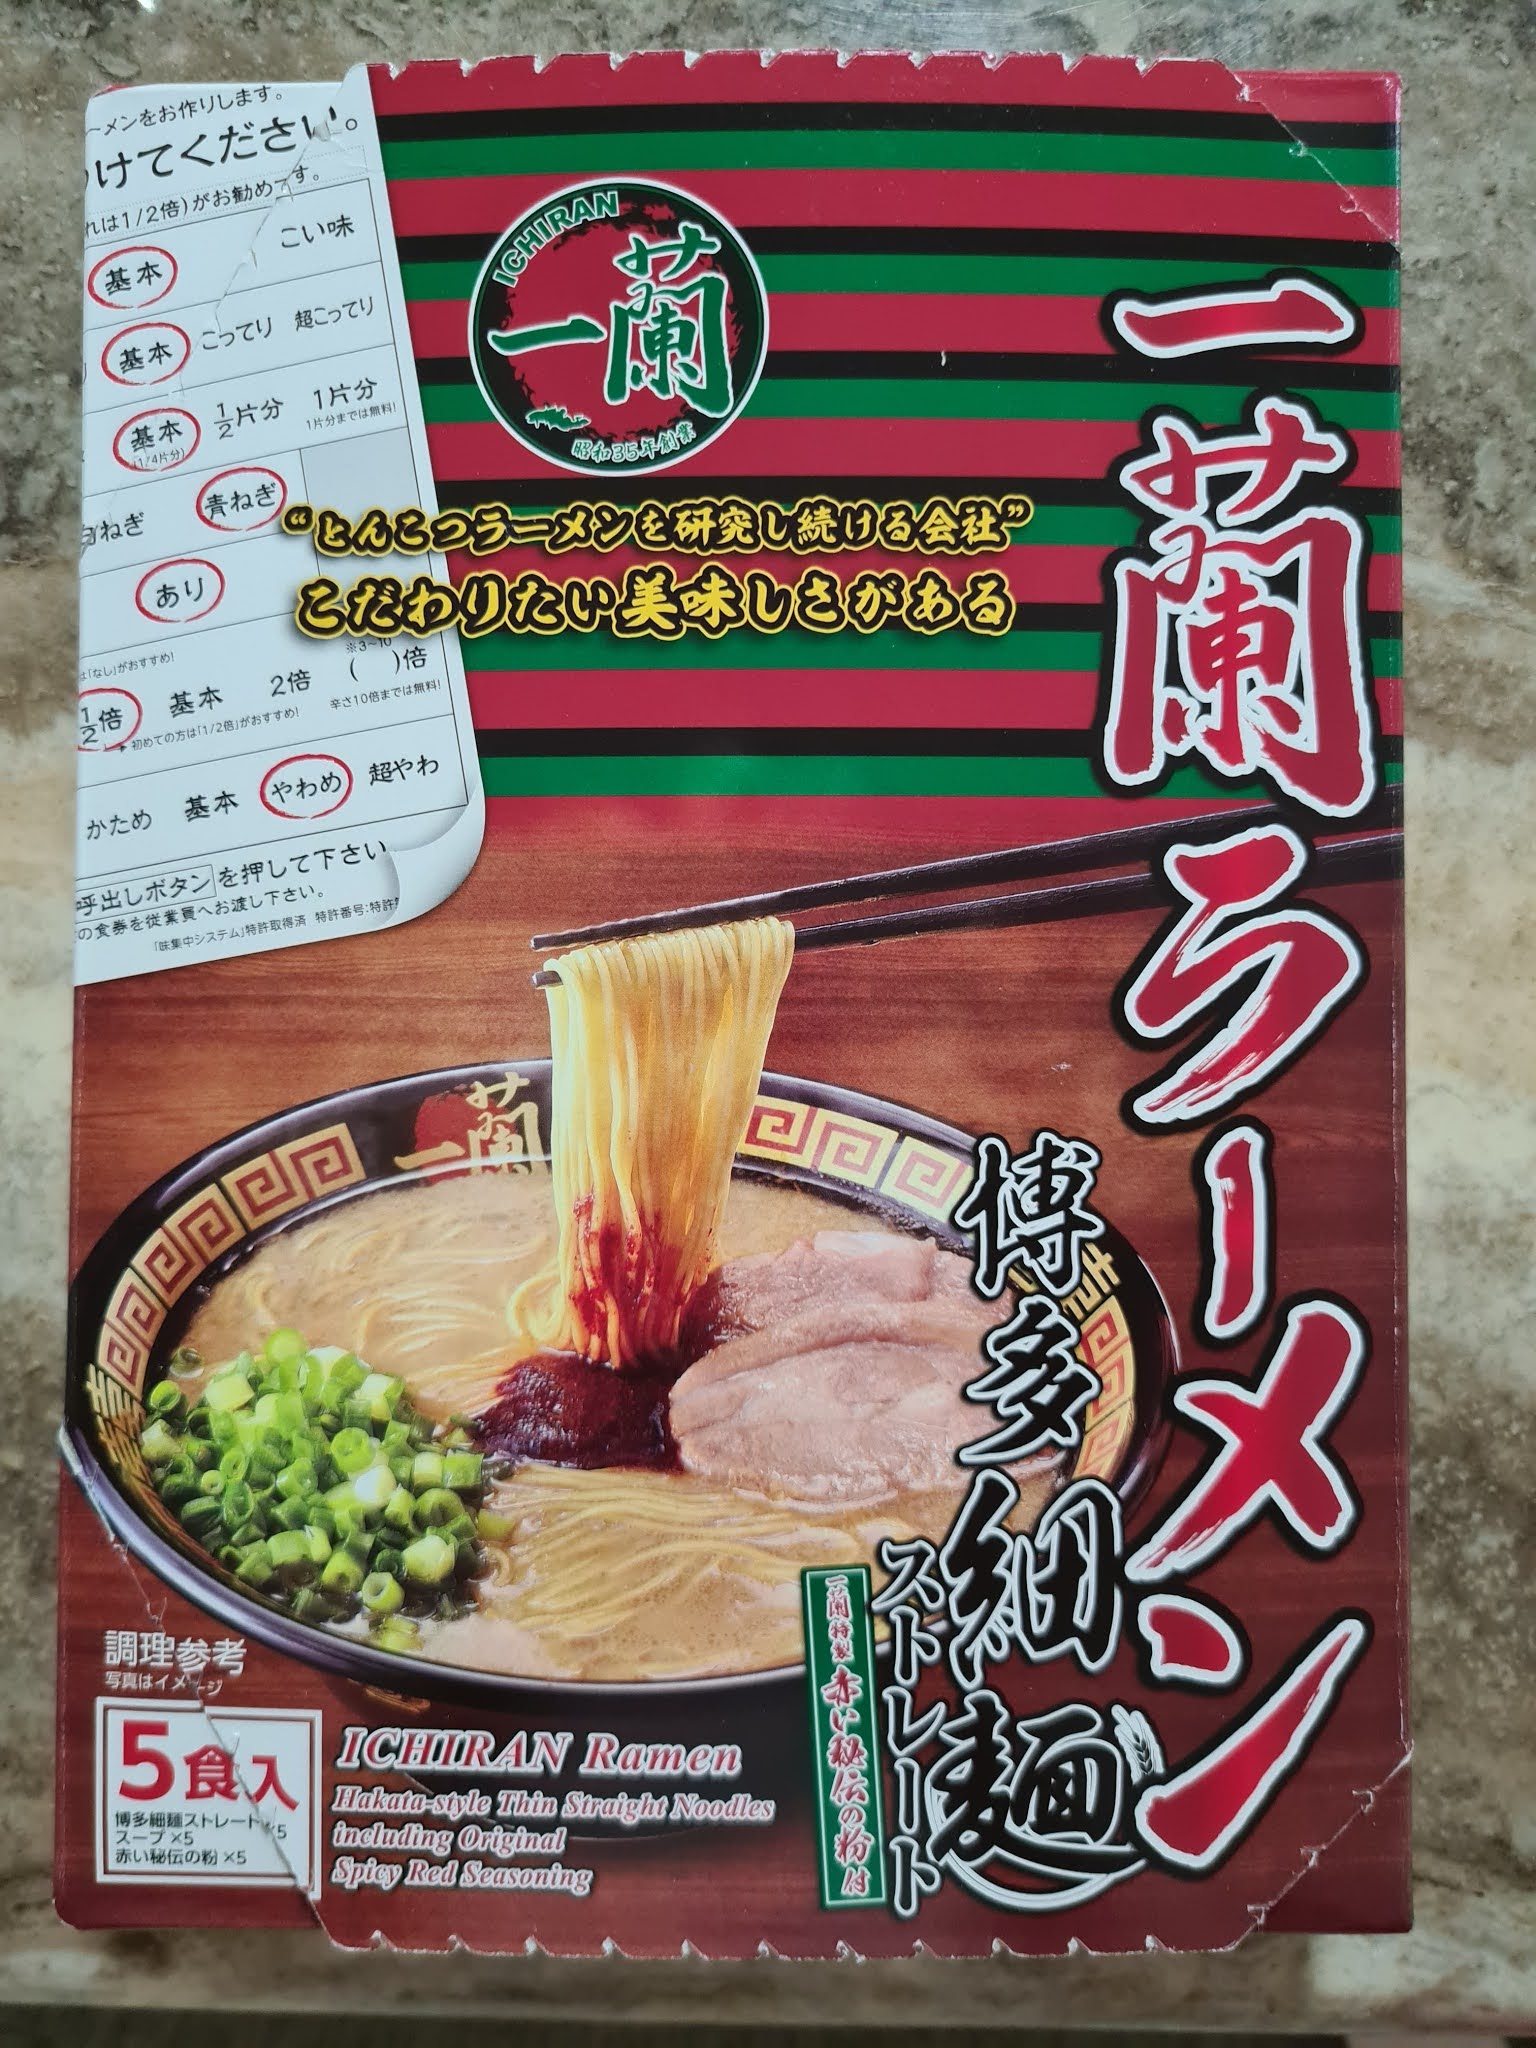 ーメンをお作りします。
けてください。
れは1/2倍)がお勧めです。
基本 こい味
基本 こってり 超こってり
基本 1/2片分 1片分
(1/4片分) 1片分までは無料!
ねぎ 青ねぎ
あり
は「なし」がおすすめ!
※3~10
1/2倍 基本 2倍 ( )倍
初めての方は「1/2倍」がおすすめ! 辛さ10倍までは無料!
かため 基本 やわめ 超やわ
呼出しボタンを押して下さい
の食券を従業員へお渡し下さい。
「味集中システム」特許取得済 特許番号:特許
ICHIRAN
一蘭
昭和35年創業
“とんこつラーメンを研究し続ける会社”
こだわりたい美味しさがある
一蘭ラーメン
博多細麺
ストレート
一蘭特製 赤い秘伝の粉付
一蘭
調理参考
写真はイメージ
5食入
博多細麺ストレート ×5
スープ ×5
赤い秘伝の粉 ×5
ICHIRAN Ramen
Hakata-style Thin Straight Noodles
including Original
Spicy Red Seasoning